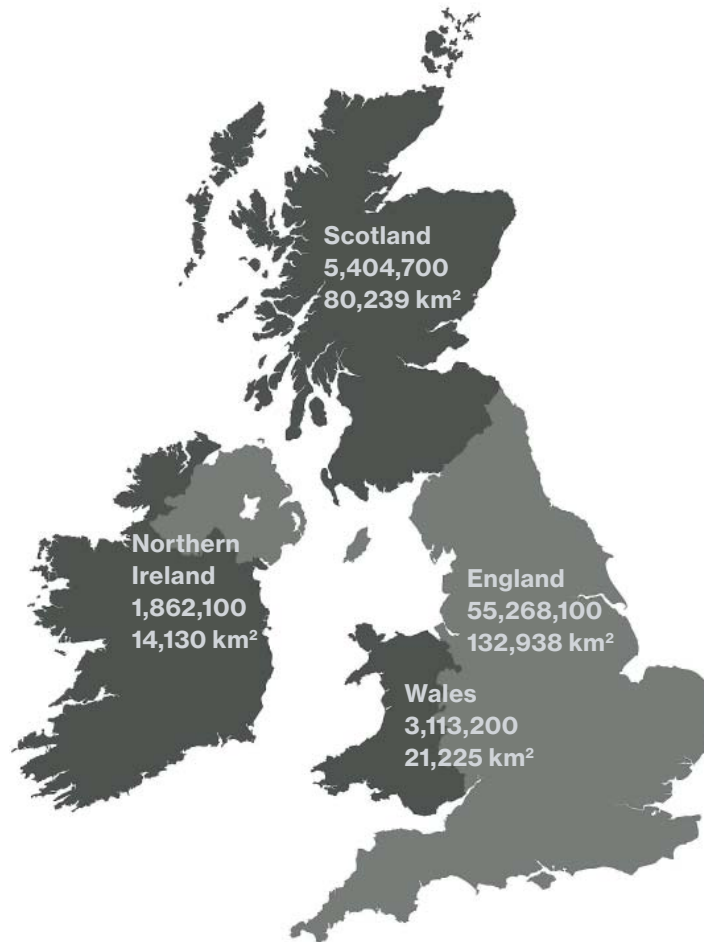 Scotland
5,404,700
80,239 km²
Northern
Ireland
1,862,100
14,130 km²
England
55,268,100
132,938 km²
Wales
3,113,200
21,225 km²